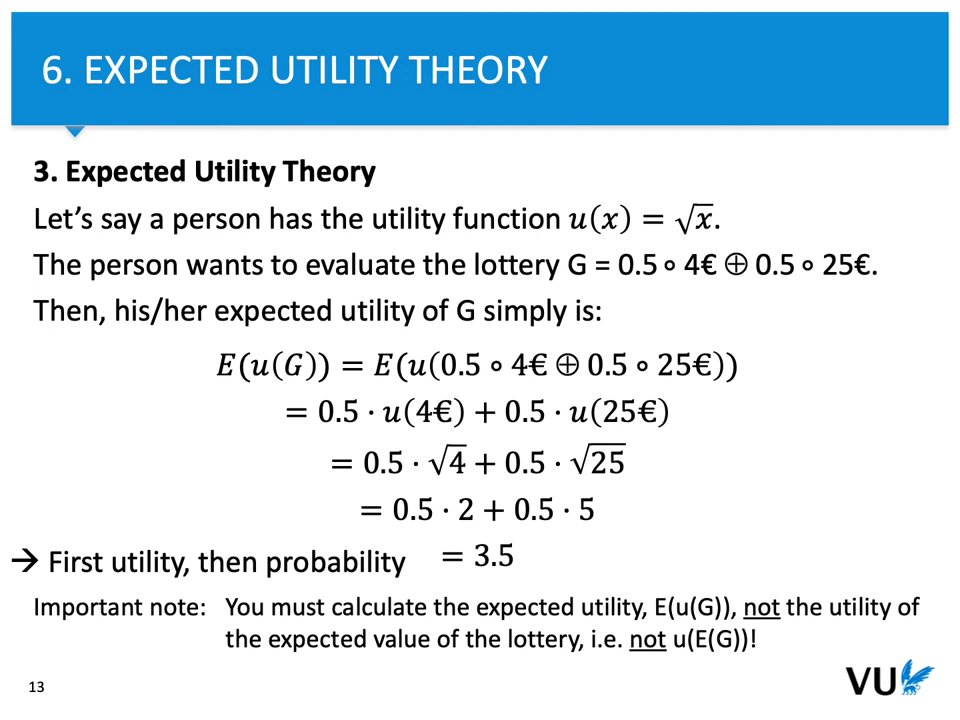 6. EXPECTED UTILITY THEORY
3. Expected Utility Theory
Let’s say a person has the utility function u(x) = √x.
The person wants to evaluate the lottery G = 0.5 ∘ 4€ ⊕ 0.5 ∘ 25€.
Then, his/her expected utility of G simply is:
E(u(G)) = E(u(0.5 ∘ 4€ ⊕ 0.5 ∘ 25€))
= 0.5 · u(4€) + 0.5 · u(25€)
= 0.5 · √4 + 0.5 · √25
= 0.5 · 2 + 0.5 · 5
→ First utility, then probability = 3.5
Important note: You must calculate the expected utility, E(u(G)), not the utility of
the expected value of the lottery, i.e. not u(E(G))!
13
VU